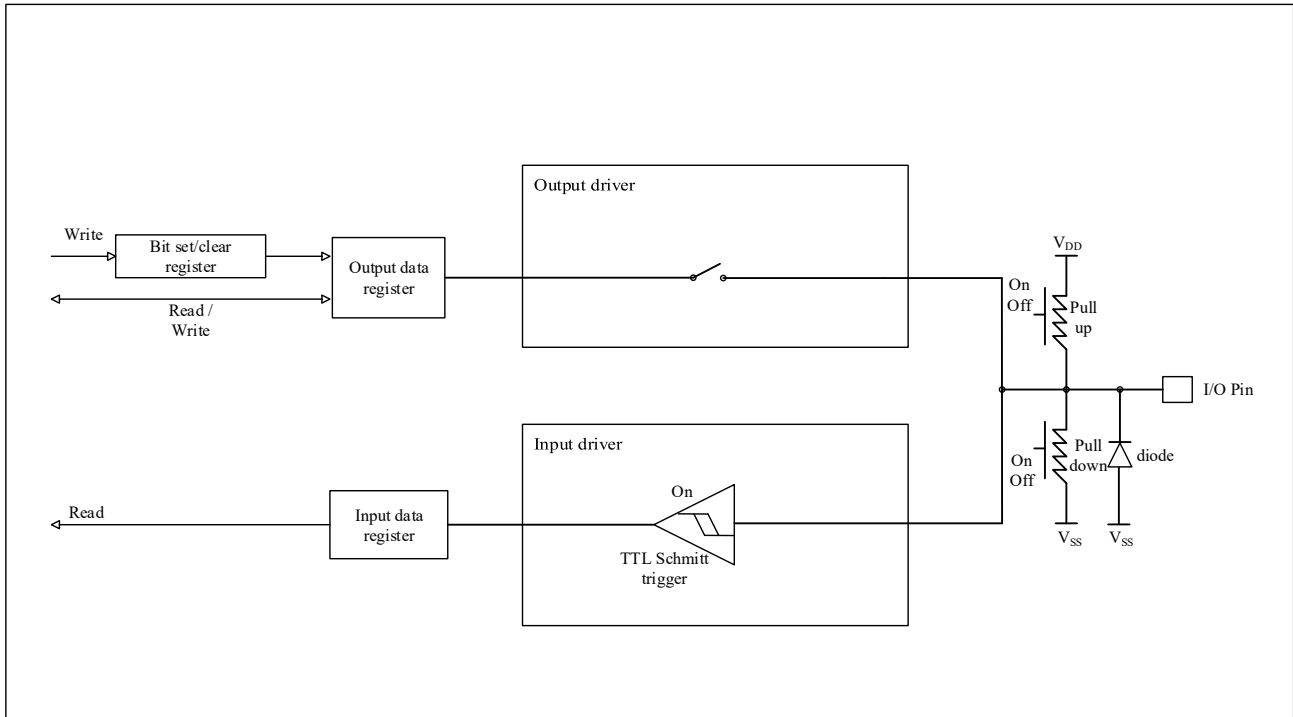 Output driver
Write
Bit set/clear
register
Output data
register
Read /
Write
VDD
On
Off
Pull
up
I/O Pin
Input driver
On
Off
Pull
down
diode
VSS
VSS
On
TTL Schmitt
trigger
Input data
register
Read